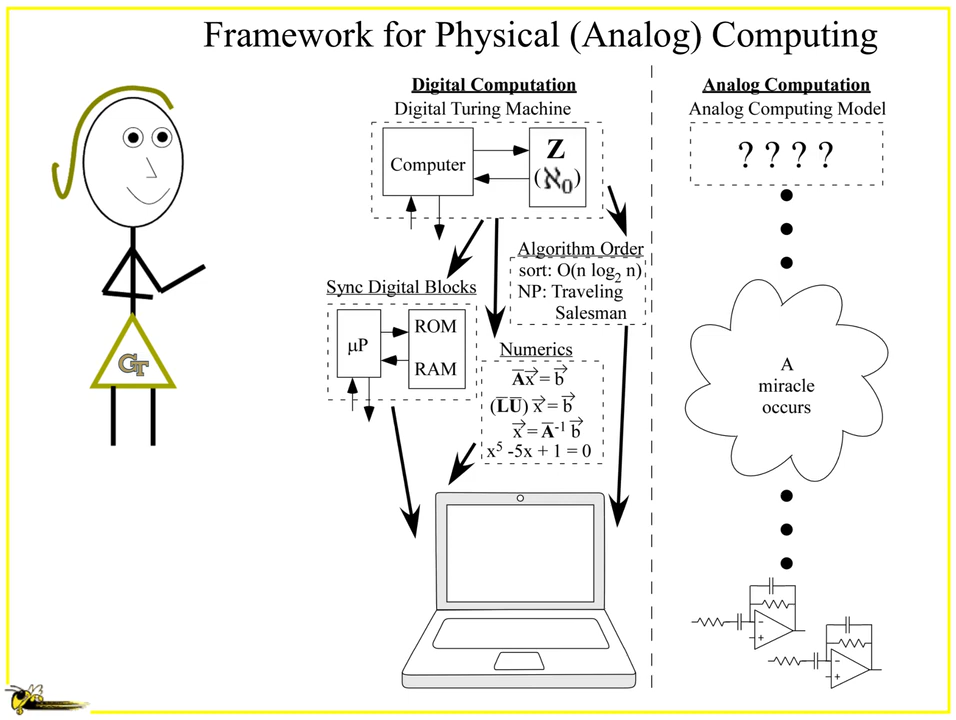 Framework for Physical (Analog) Computing
Digital Computation
Digital Turing Machine
Computer
Z
(ℵ0)
Algorithm Order
sort: O(n log2 n)
NP: Traveling
Salesman
Sync Digital Blocks
μP
ROM
RAM
Numerics
A̅x⃗ = b⃗
(L̅U̅) x⃗ = b⃗
x⃗ = A̅⁻¹ b⃗
x⁵ -5x + 1 = 0
Analog Computation
Analog Computing Model
? ? ? ?
A
miracle
occurs
−
+
−
+
GT